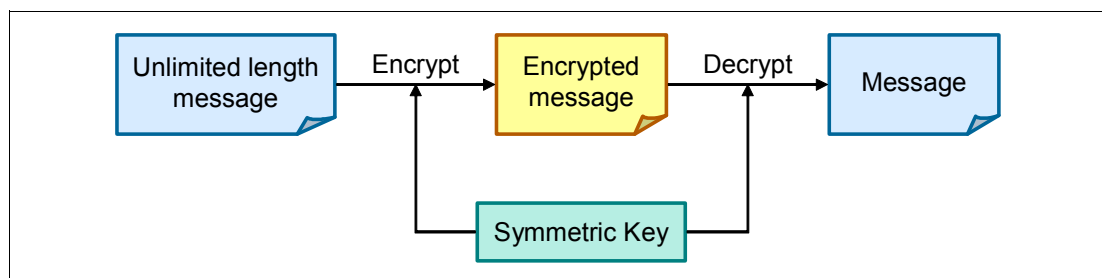 Unlimited length
message
Encrypt
Encrypted
message
Decrypt
Message
Symmetric Key